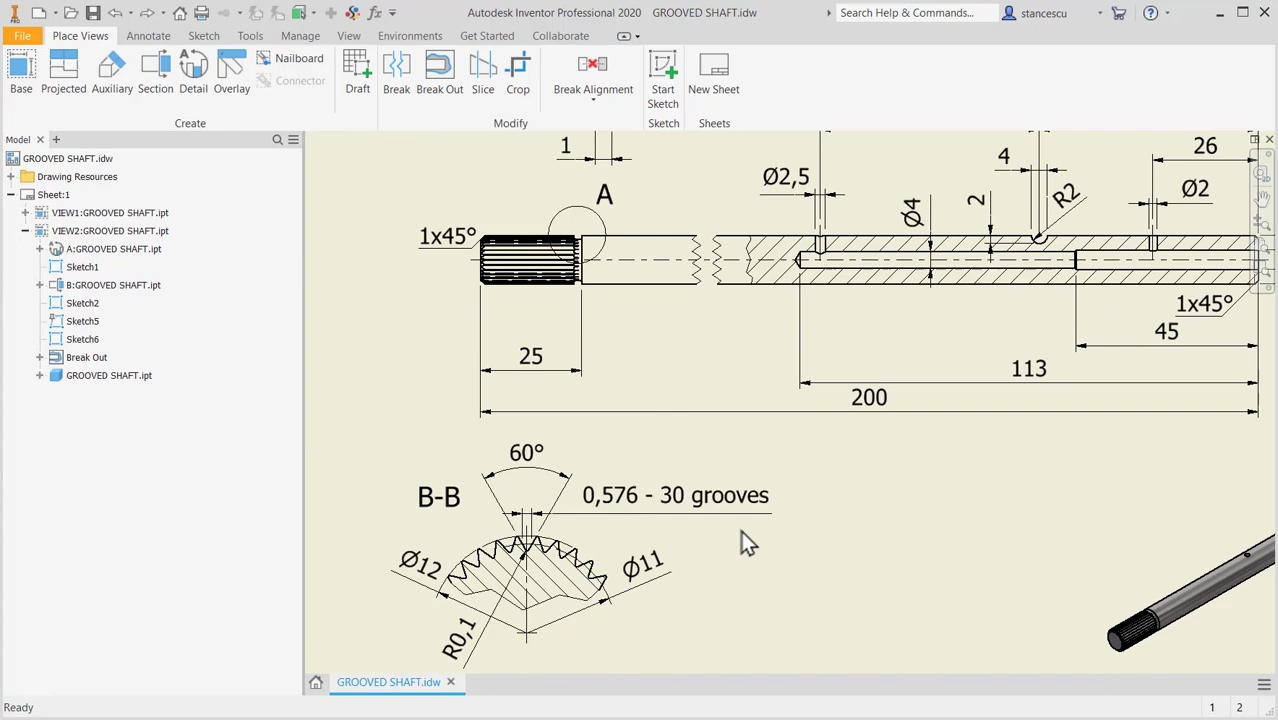 PRO
fx
Autodesk Inventor Professional 2020 GROOVED SHAFT.idw
Search Help & Commands...
stancescu
File Place Views Annotate Sketch Tools Manage View Environments Get Started Collaborate
Base Projected Auxiliary Section Detail Overlay
Nailboard
Connector
Draft Break Break Out Slice Crop Break Alignment Start Sketch New Sheet
Create Modify Sketch Sheets
Model
GROOVED SHAFT.idw
Drawing Resources
Sheet:1
VIEW1:GROOVED SHAFT.ipt
VIEW2:GROOVED SHAFT.ipt
A:GROOVED SHAFT.ipt
Sketch1
B:GROOVED SHAFT.ipt
Sketch2
Sketch5
Sketch6
Break Out
GROOVED SHAFT.ipt
1
4
26
A
Ø2,5
Ø4
2
R2
Ø2
1x45°
1x45°
25
45
113
200
60°
B-B
0,576 - 30 grooves
Ø12
Ø11
R0,1
GROOVED SHAFT.idw
Ready
1 2